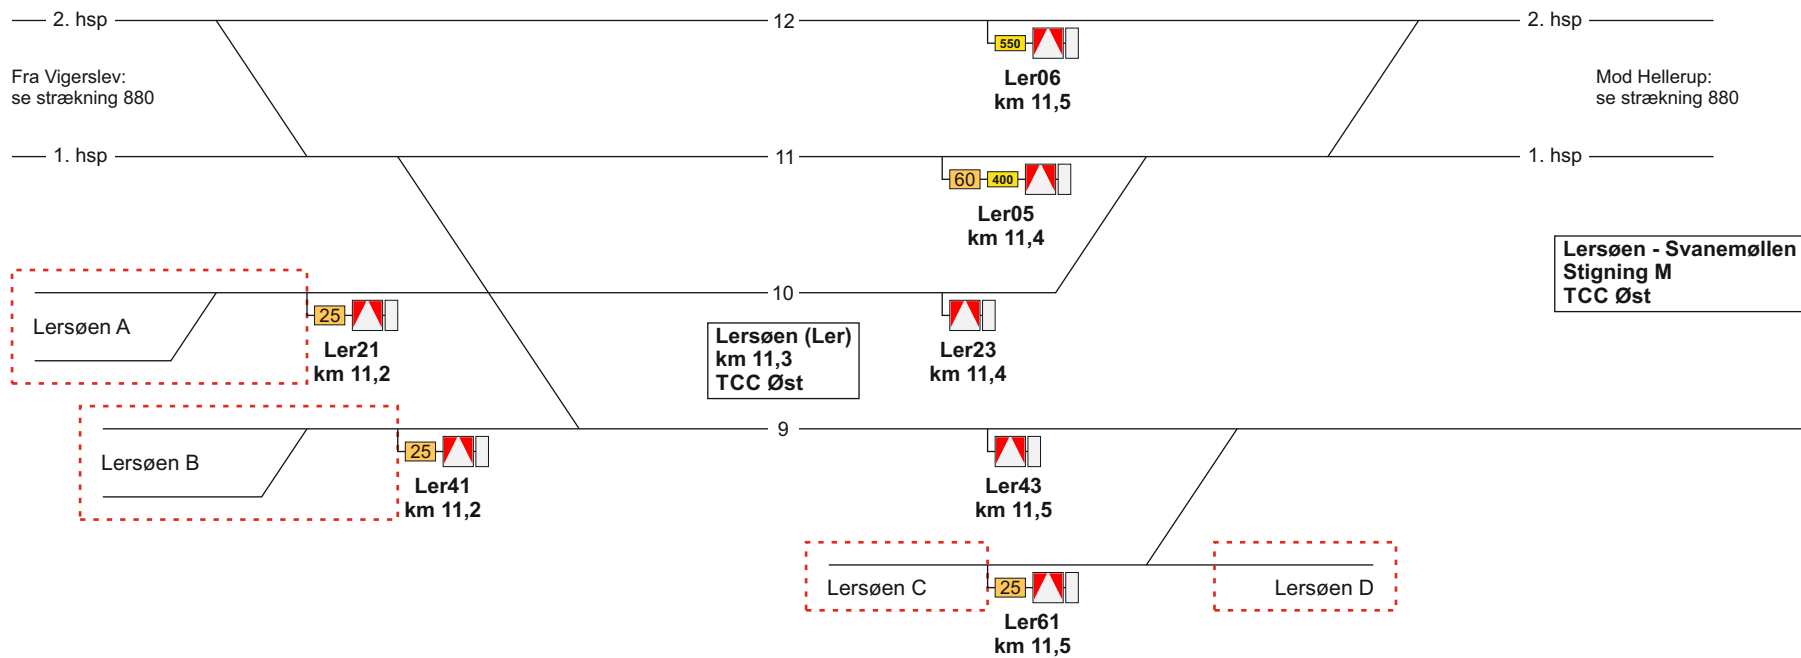 2. hsp
12
2. hsp
550
Fra Vigerslev:
se strækning 880
Ler06
km 11,5
Mod Hellerup:
se strækning 880
1. hsp
11
1. hsp
60
400
Ler05
km 11,4
Lersøen - Svanemøllen
Stigning M
TCC Øst
10
Lersøen A
25
Ler21
km 11,2
Lersøen (Ler)
km 11,3
TCC Øst
Ler23
km 11,4
9
Lersøen B
25
Ler41
km 11,2
Ler43
km 11,5
Lersøen C
25
Lersøen D
Ler61
km 11,5